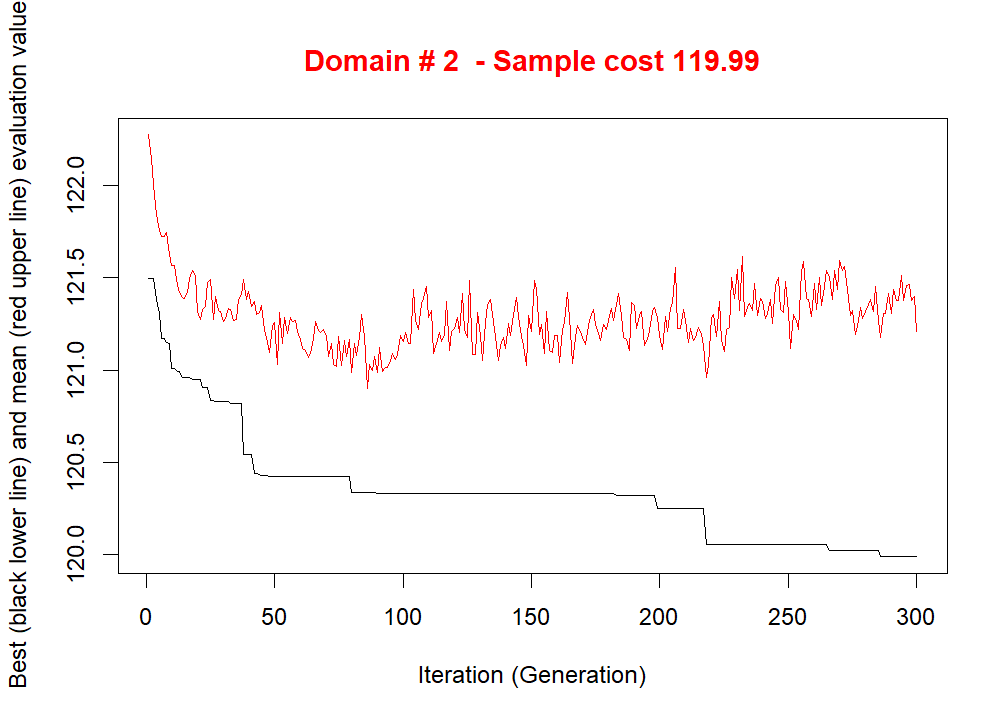 Domain # 2  - Sample cost 119.99
Best (black lower line) and mean (red upper line) evaluation value
122.0
121.5
121.0
120.5
120.0
0 50 100 150 200 250 300
Iteration (Generation)